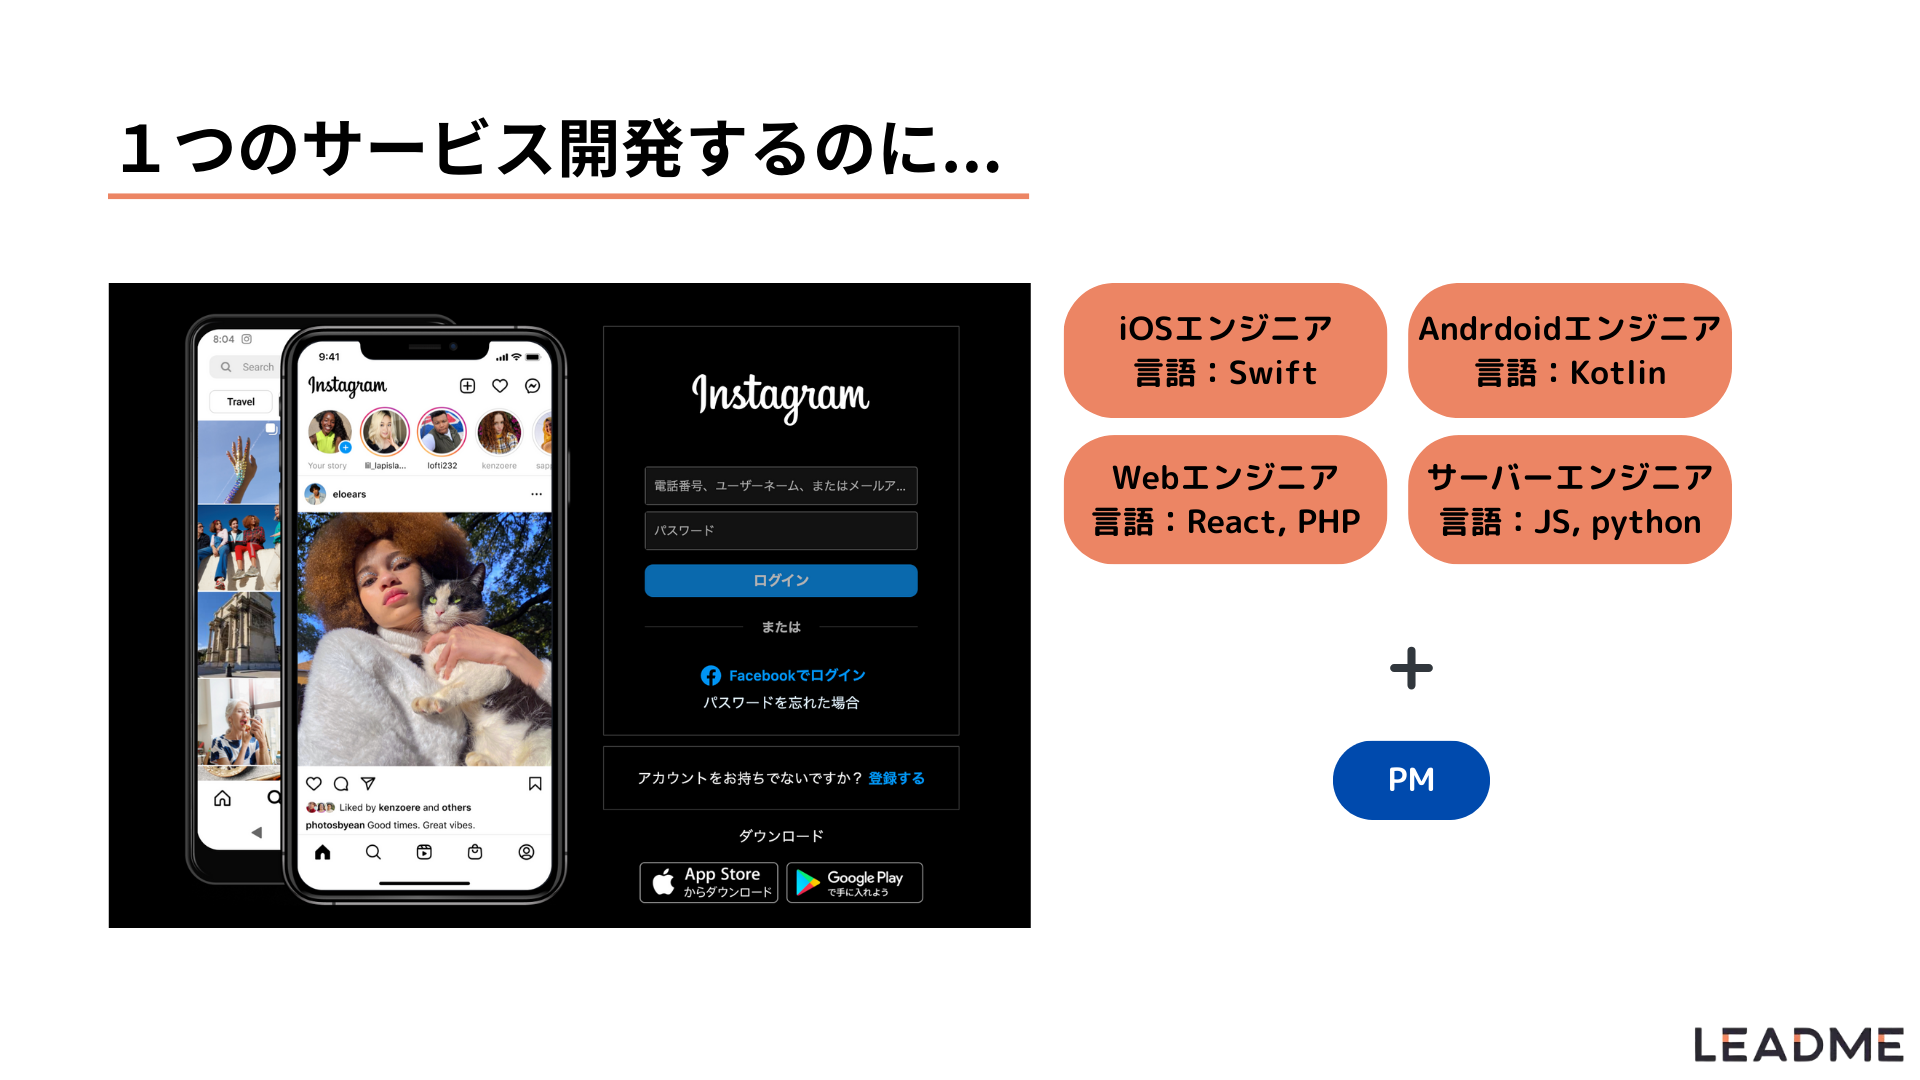 １つのサービス開発するのに...
8:04
Search
Travel
9:41
Instagram
Your story
lil_lapisla...
lofti232
kenzoere
sap
eloears
Liked by kenzoere and others
photosbyean Good times. Great vibes.
Instagram
電話番号、ユーザーネーム、またはメールア...
パスワード
ログイン
または
Facebookでログイン
パスワードを忘れた場合
アカウントをお持ちでないですか？ 登録する
ダウンロード
App Store
からダウンロード
Google Play
で手に入れよう
iOSエンジニア
言語：Swift
Andrdoidエンジニア
言語：Kotlin
Webエンジニア
言語：React, PHP
サーバーエンジニア
言語：JS, python
+
PM
LEADME